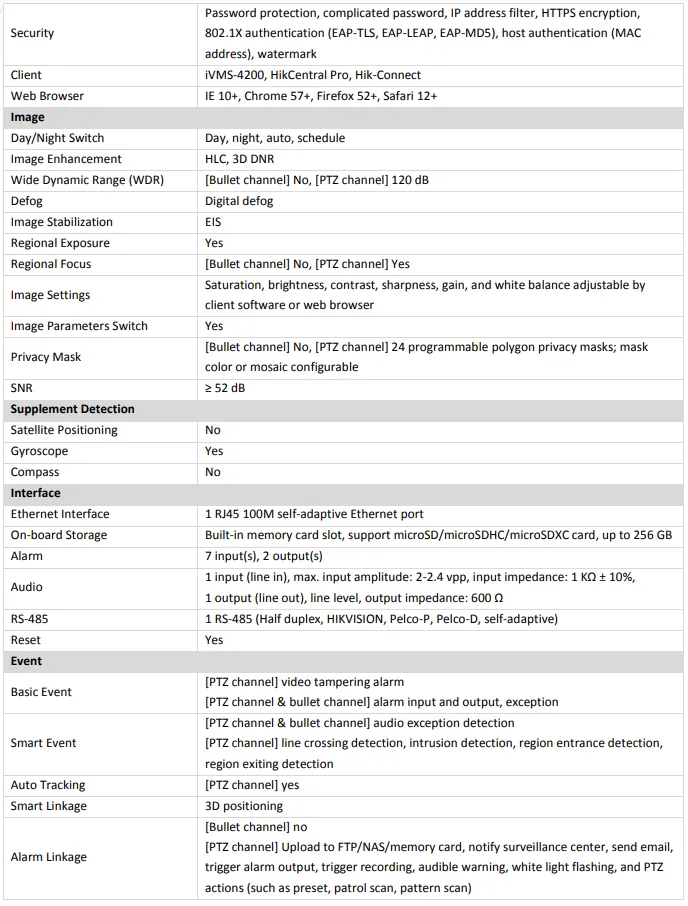 Security
Password protection, complicated password, IP address filter, HTTPS encryption,
802.1X authentication (EAP-TLS, EAP-LEAP, EAP-MD5), host authentication (MAC
address), watermark
Client
iVMS-4200, HikCentral Pro, Hik-Connect
Web Browser
IE 10+, Chrome 57+, Firefox 52+, Safari 12+
Image
Day/Night Switch
Day, night, auto, schedule
Image Enhancement
HLC, 3D DNR
Wide Dynamic Range (WDR)
[Bullet channel] No, [PTZ channel] 120 dB
Defog
Digital defog
Image Stabilization
EIS
Regional Exposure
Yes
Regional Focus
[Bullet channel] No, [PTZ channel] Yes
Image Settings
Saturation, brightness, contrast, sharpness, gain, and white balance adjustable by
client software or web browser
Image Parameters Switch
Yes
Privacy Mask
[Bullet channel] No, [PTZ channel] 24 programmable polygon privacy masks; mask
color or mosaic configurable
SNR
≥ 52 dB
Supplement Detection
Satellite Positioning
No
Gyroscope
Yes
Compass
No
Interface
Ethernet Interface
1 RJ45 100M self-adaptive Ethernet port
On-board Storage
Built-in memory card slot, support microSD/microSDHC/microSDXC card, up to 256 GB
Alarm
7 input(s), 2 output(s)
Audio
1 input (line in), max. input amplitude: 2-2.4 vpp, input impedance: 1 KΩ ± 10%,
1 output (line out), line level, output impedance: 600 Ω
RS-485
1 RS-485 (Half duplex, HIKVISION, Pelco-P, Pelco-D, self-adaptive)
Reset
Yes
Event
Basic Event
[PTZ channel] video tampering alarm
[PTZ channel & bullet channel] alarm input and output, exception
Smart Event
[PTZ channel & bullet channel] audio exception detection
[PTZ channel] line crossing detection, intrusion detection, region entrance detection,
region exiting detection
Auto Tracking
[PTZ channel] yes
Smart Linkage
3D positioning
Alarm Linkage
[Bullet channel] no
[PTZ channel] Upload to FTP/NAS/memory card, notify surveillance center, send email,
trigger alarm output, trigger recording, audible warning, white light flashing, and PTZ
actions (such as preset, patrol scan, pattern scan)